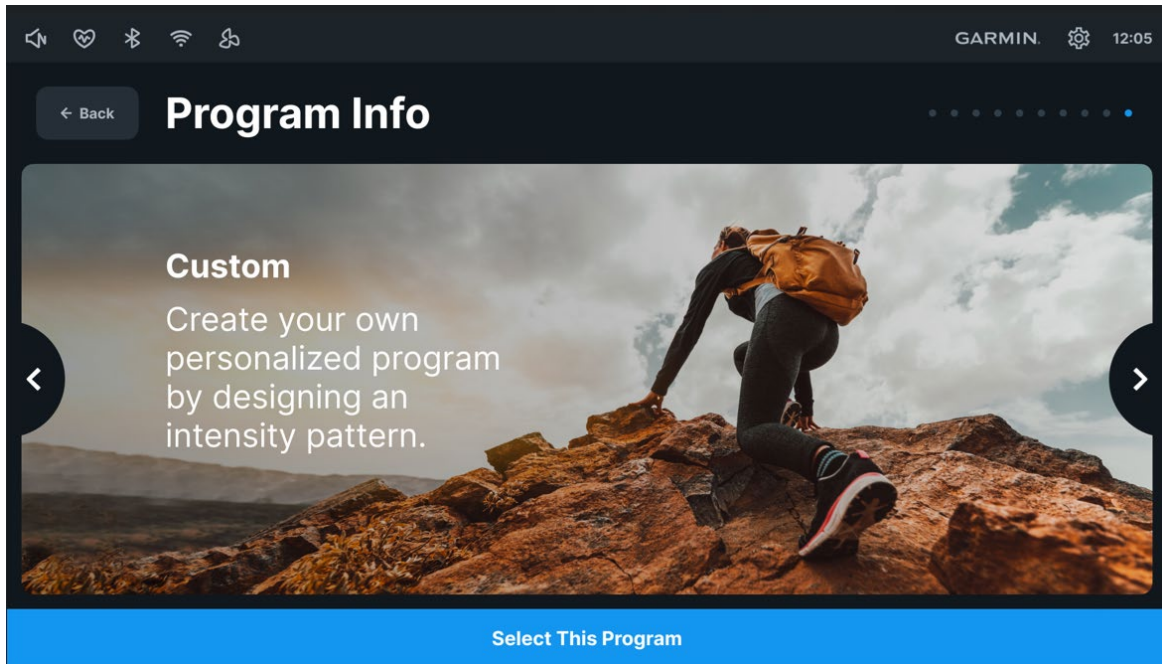 GARMIN.
12:05
← Back
Program Info
Custom
Create your own
personalized program
by designing an
intensity pattern.
Select This Program